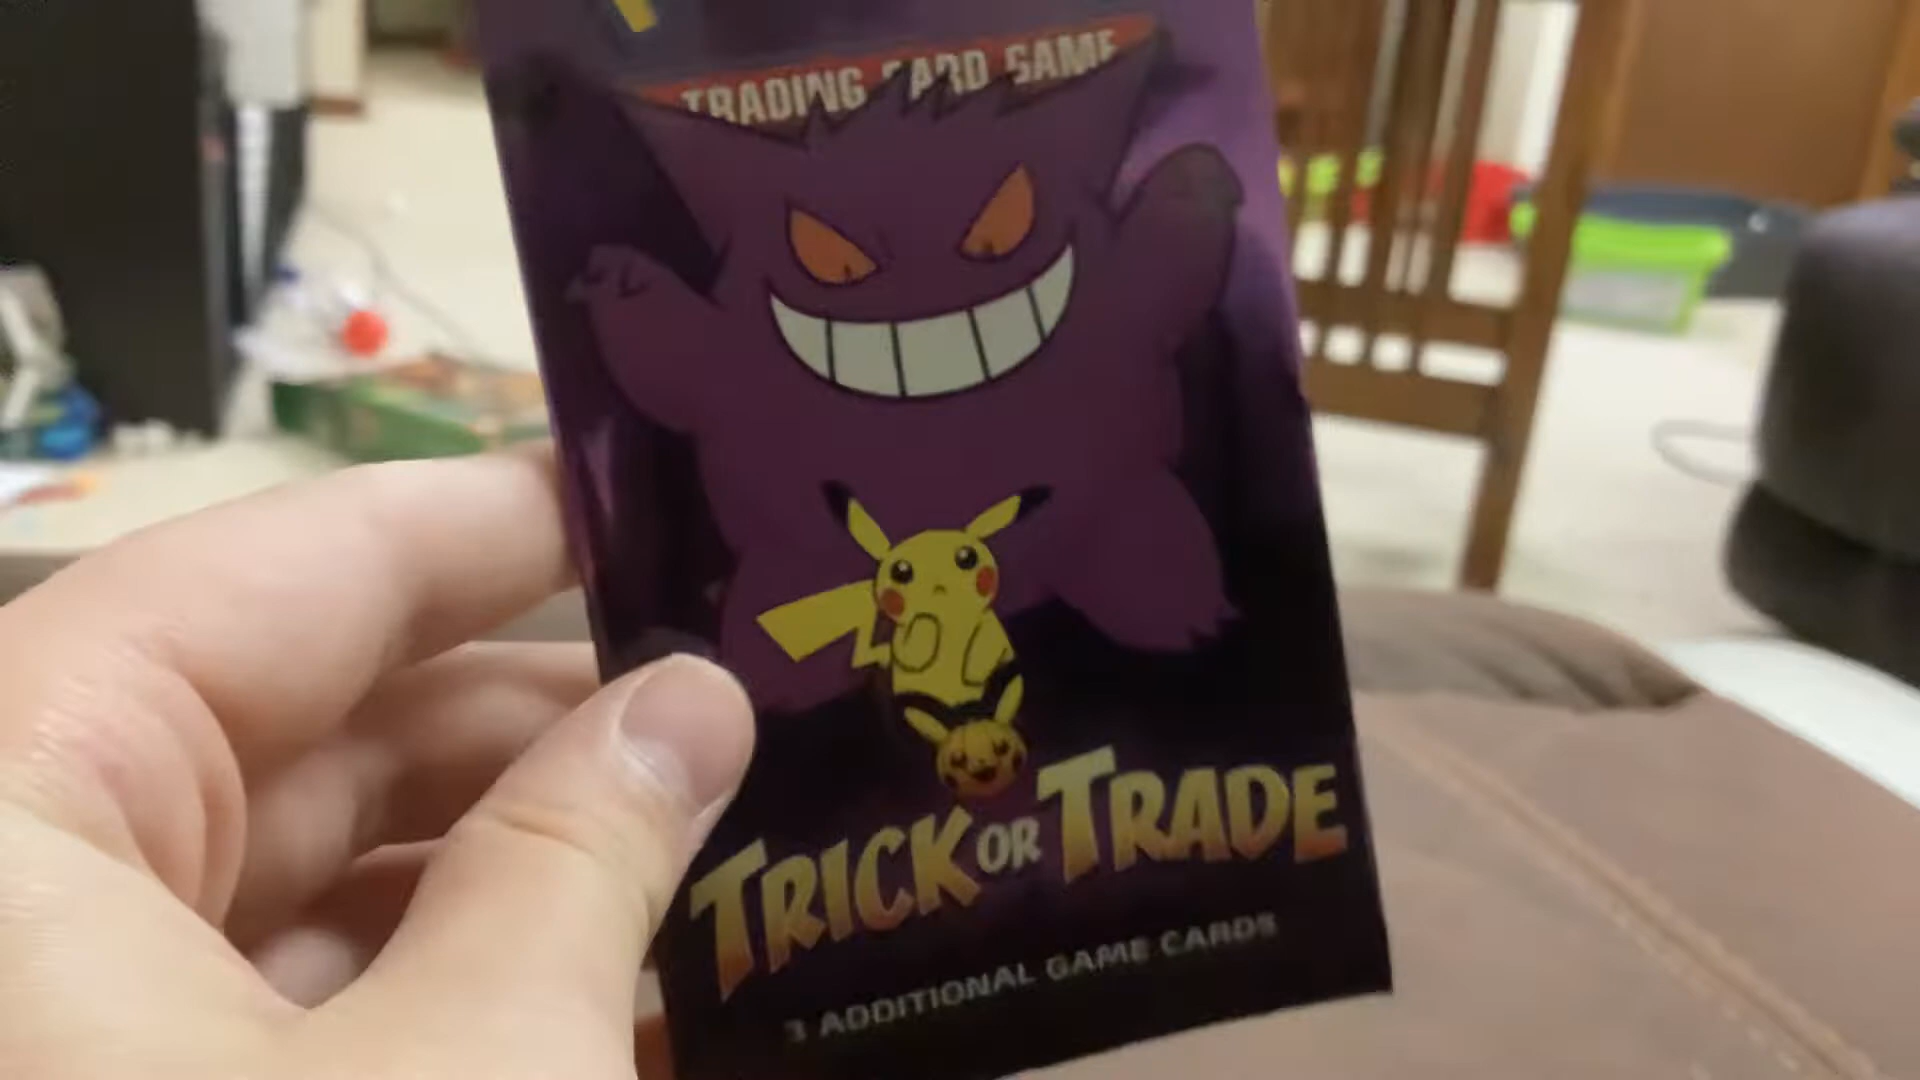 TRADING CARD GAME
TRICK OR TRADE
3 ADDITIONAL GAME CARDS